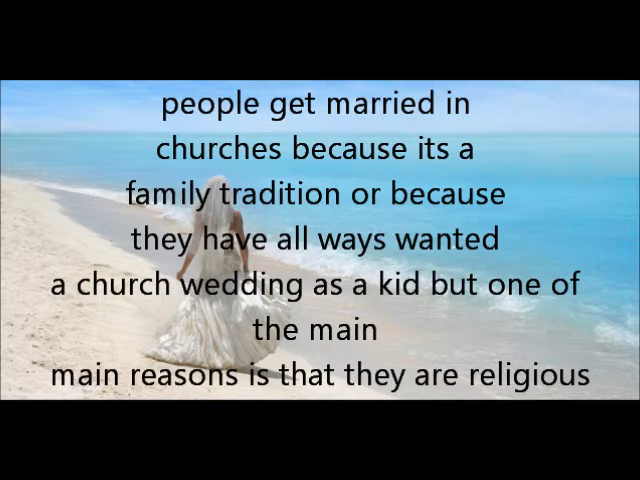 people get married in
churches because its a
family tradition or because
they have all ways wanted
a church wedding as a kid but one of
the main
main reasons is that they are religious